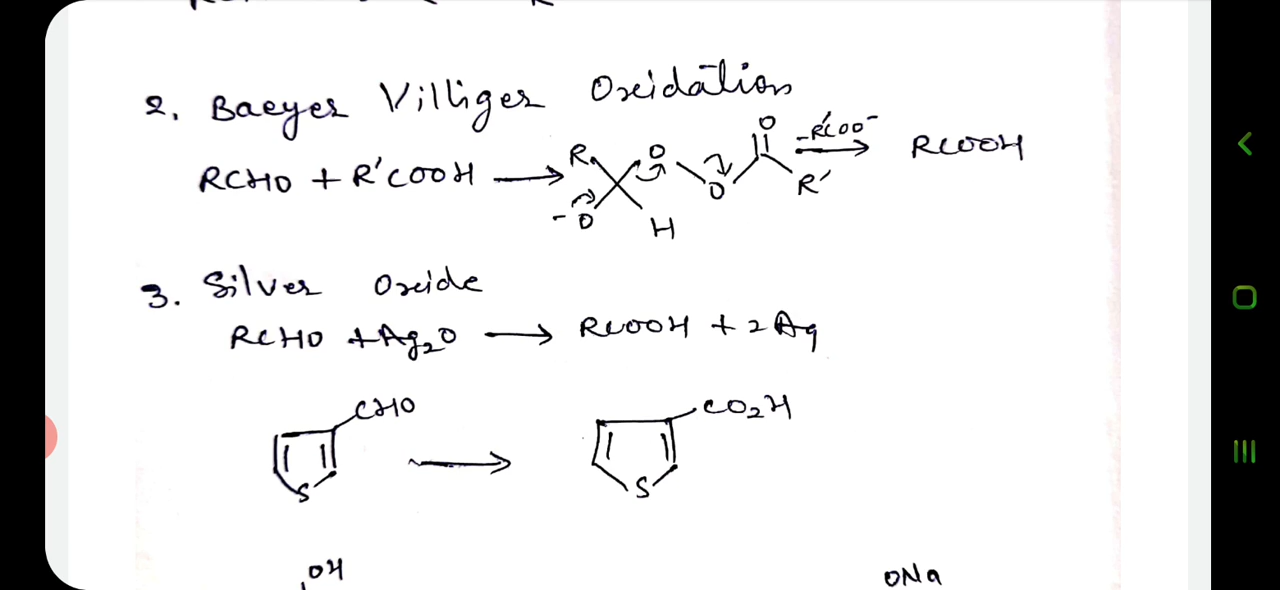 2. Baeyer Villiger Oxidation
RCHO + R'COOH ⟶ R O O O R' -O H -R'COO⁻ ⟶ RCOOH
3. Silver Oxide
RCHO + Ag₂O ⟶ RCOOH + 2Ag
CHO CO₂H
S ⟶ S
OH ONa